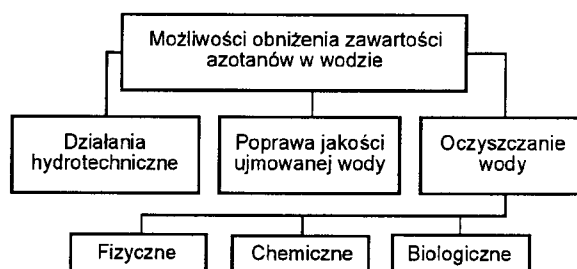 Możliwości obniżenia zawartości
azotanów w wodzie
Działania
hydrotechniczne
Poprawa jakości
ujmowanej wody
Oczyszczanie
wody
Fizyczne
Chemiczne
Biologiczne